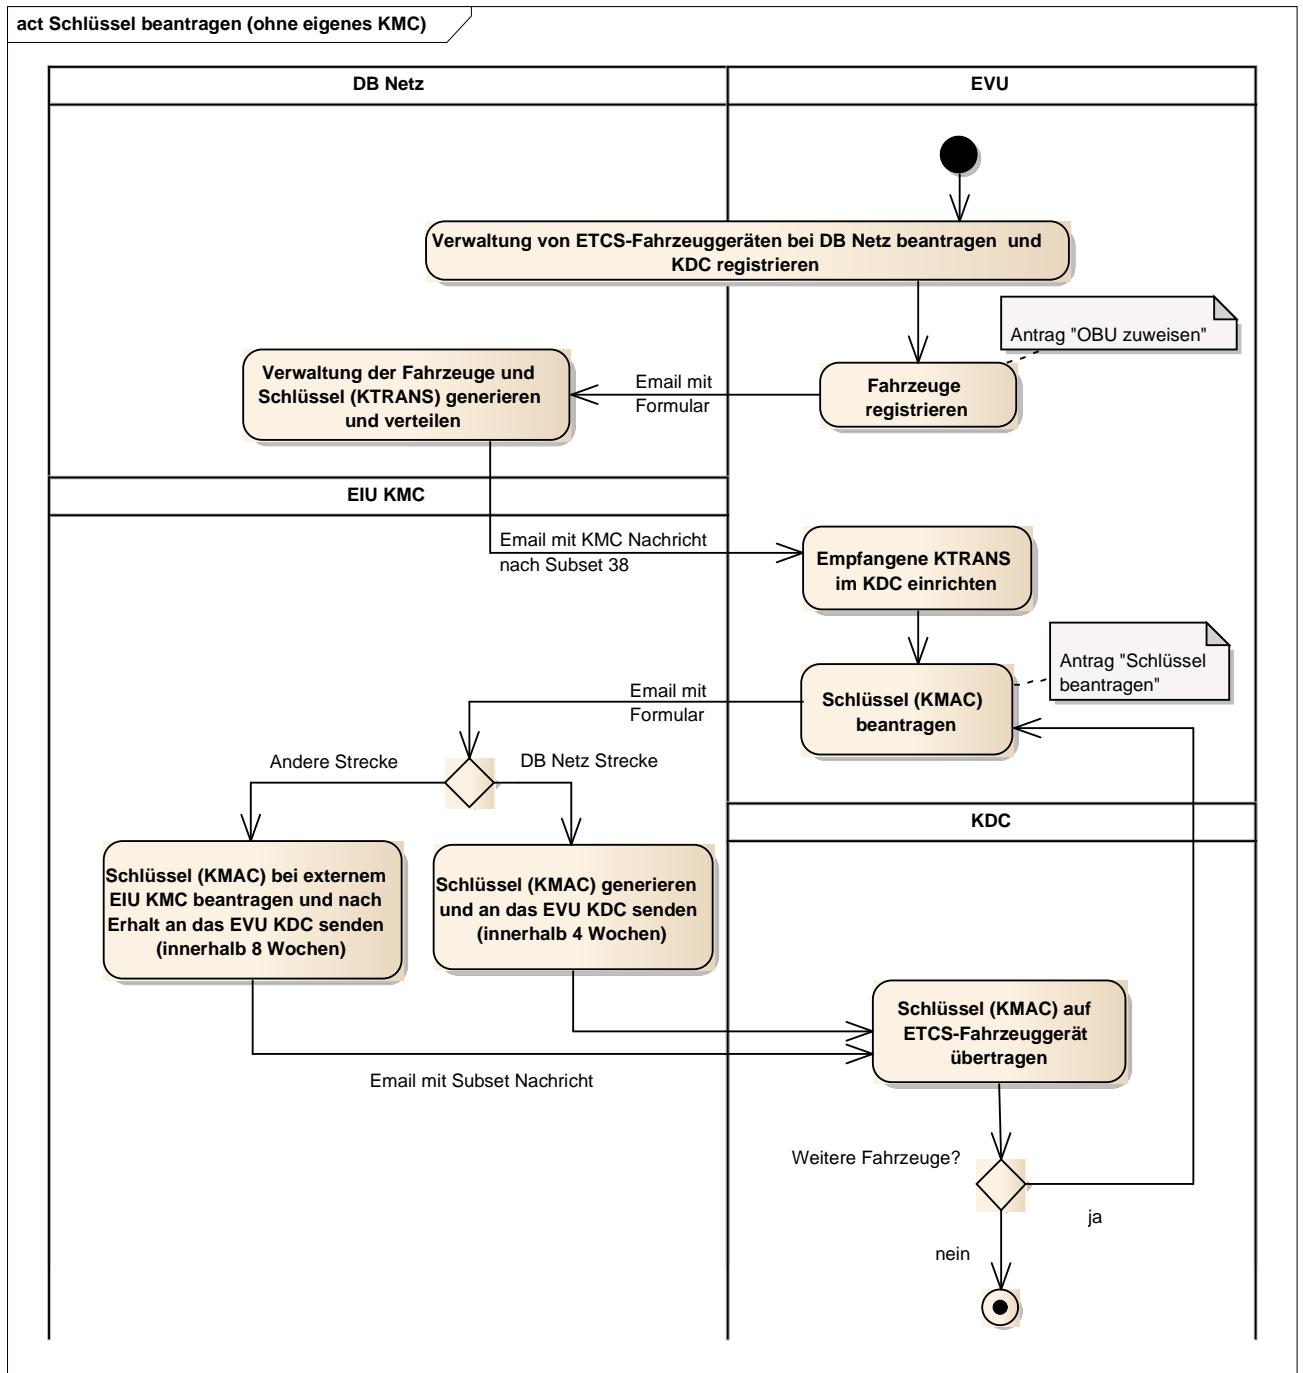 act Schlüssel beantragen (ohne eigenes KMC)
DB Netz
EVU
Verwaltung von ETCS-Fahrzeuggeräten bei DB Netz beantragen und
KDC registrieren
Antrag "OBU zuweisen"
Verwaltung der Fahrzeuge und
Schlüssel (KTRANS) generieren
und verteilen
Email mit
Formular
Fahrzeuge
registrieren
EIU KMC
Email mit KMC Nachricht
nach Subset 38
Empfangene KTRANS
im KDC einrichten
Antrag "Schlüssel
beantragen"
Email mit
Formular
Schlüssel (KMAC)
beantragen
Andere Strecke
DB Netz Strecke
KDC
Schlüssel (KMAC) bei externem
EIU KMC beantragen und nach
Erhalt an das EVU KDC senden
(innerhalb 8 Wochen)
Schlüssel (KMAC) generieren
und an das EVU KDC senden
(innerhalb 4 Wochen)
Schlüssel (KMAC) auf
ETCS-Fahrzeuggerät
übertragen
Email mit Subset Nachricht
Weitere Fahrzeuge?
ja
nein